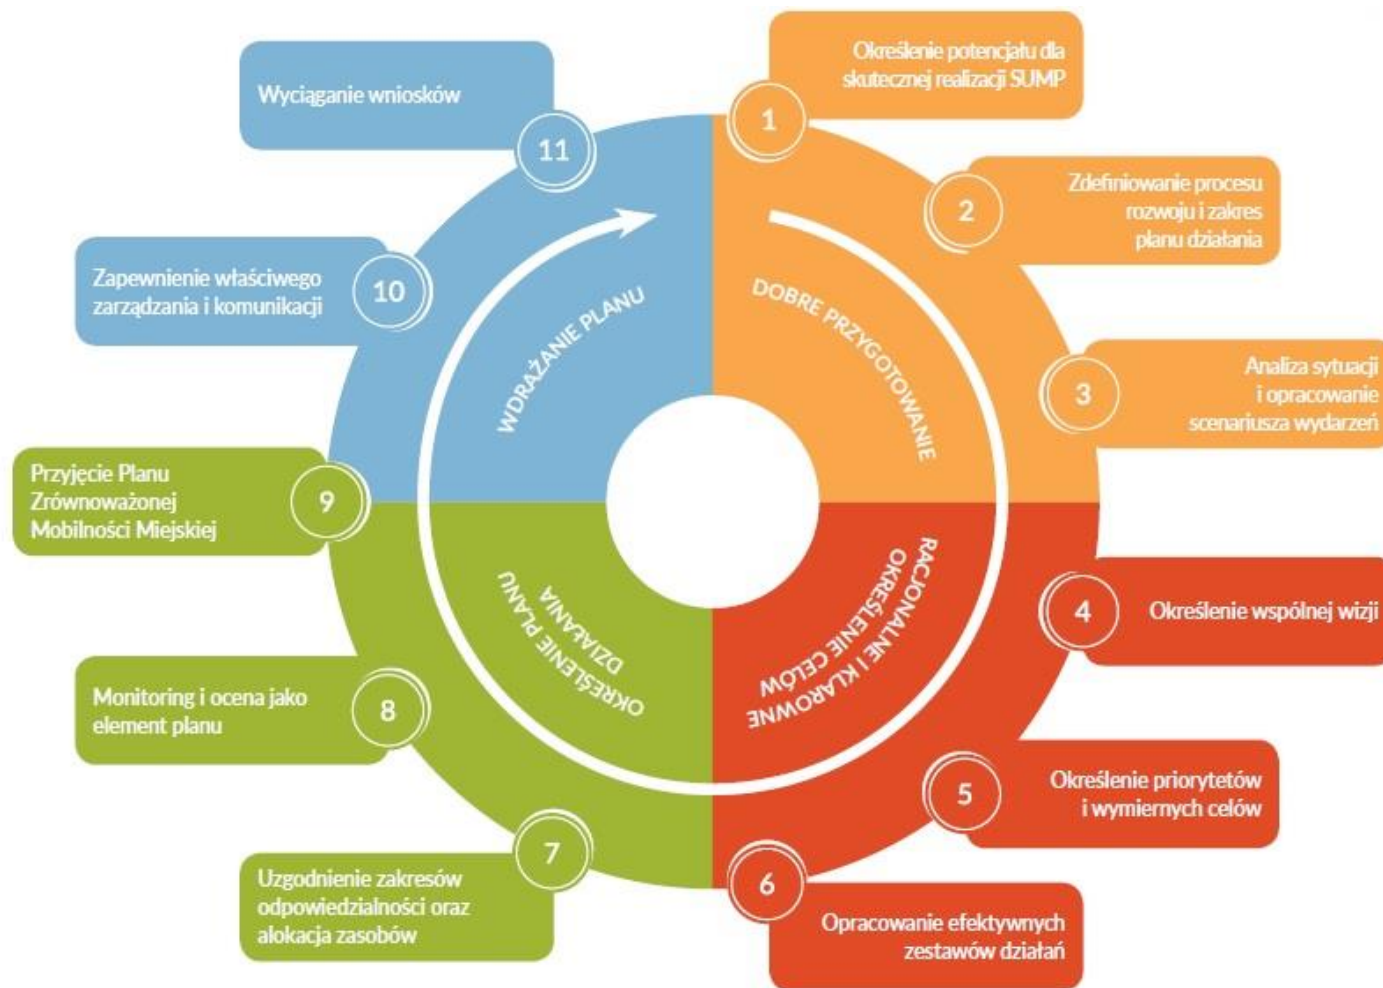 1
Określenie potencjału dla
skutecznej realizacji SUMP
2
Zdefiniowanie procesu
rozwoju i zakres
planu działania
3
Analiza sytuacji
i opracowanie
scenariusza wydarzeń
DOBRE PRZYGOTOWANIE
4
Określenie wspólnej wizji
5
Określenie priorytetów
i wymiernych celów
6
Opracowanie efektywnych
zestawów działań
RACJONALNE I KLAROWNE
OKREŚLENIE CELÓW
7
Uzgodnienie zakresów
odpowiedzialności oraz
alokacja zasobów
8
Monitoring i ocena jako
element planu
9
Przyjęcie Planu
Zrównoważonej
Mobilności Miejskiej
OKREŚLENIE PLANU
DZIAŁANIA
10
Zapewnienie właściwego
zarządzania i komunikacji
11
Wyciąganie wniosków
WDRAŻANIE PLANU